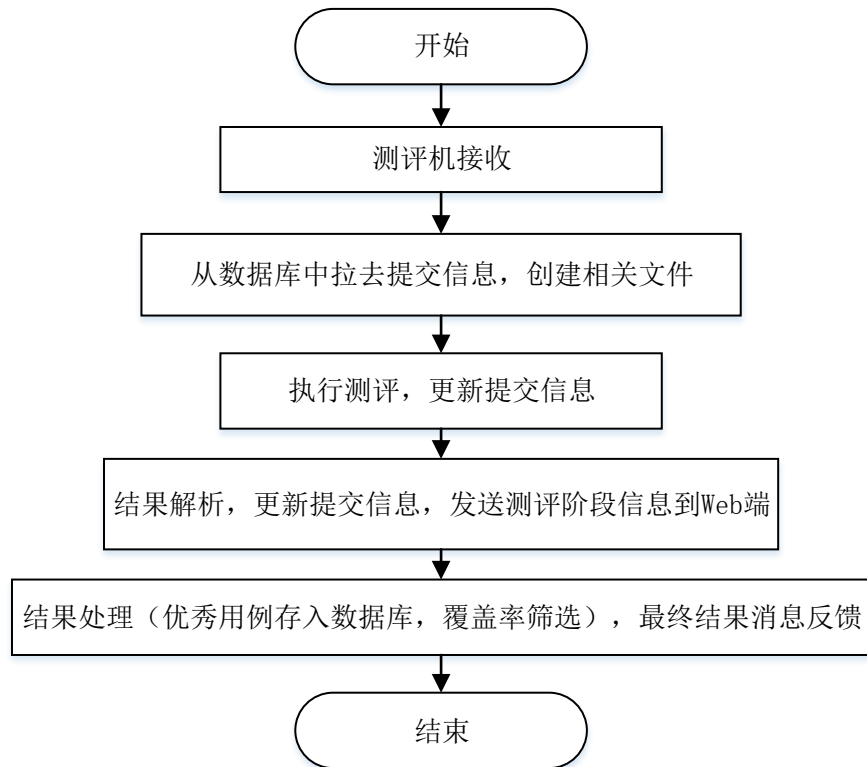 开始
测评机接收
从数据库中拉去提交信息，创建相关文件
执行测评，更新提交信息
结果解析，更新提交信息，发送测评阶段信息到Web端
结果处理（优秀用例存入数据库，覆盖率筛选），最终结果消息反馈
结束